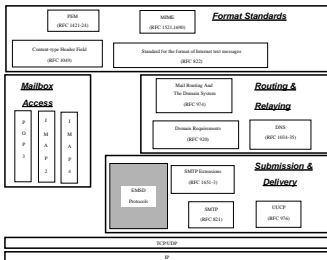 PEM
(RFC 1421-24)
MIME
(RFC 1521,1690)
Format Standards
Content-type Header Field
(RFC 1049)
Standard for the format of Internet text messages
(RFC 822)
Mailbox
Access
P
O
P
3
I
M
A
P
2
I
M
A
P
4
Mail Routing And
The Domain System
(RFC 974)
Routing &
Relaying
Domain Requirements
(RFC 920)
DNS
(RFC 1034-35)
Submission &
Delivery
EMSD
Protocols
SMTP Extensions
(RFC 1651-3)
SMTP
(RFC 821)
UUCP
(RFC 976)
TCP/UDP
IP